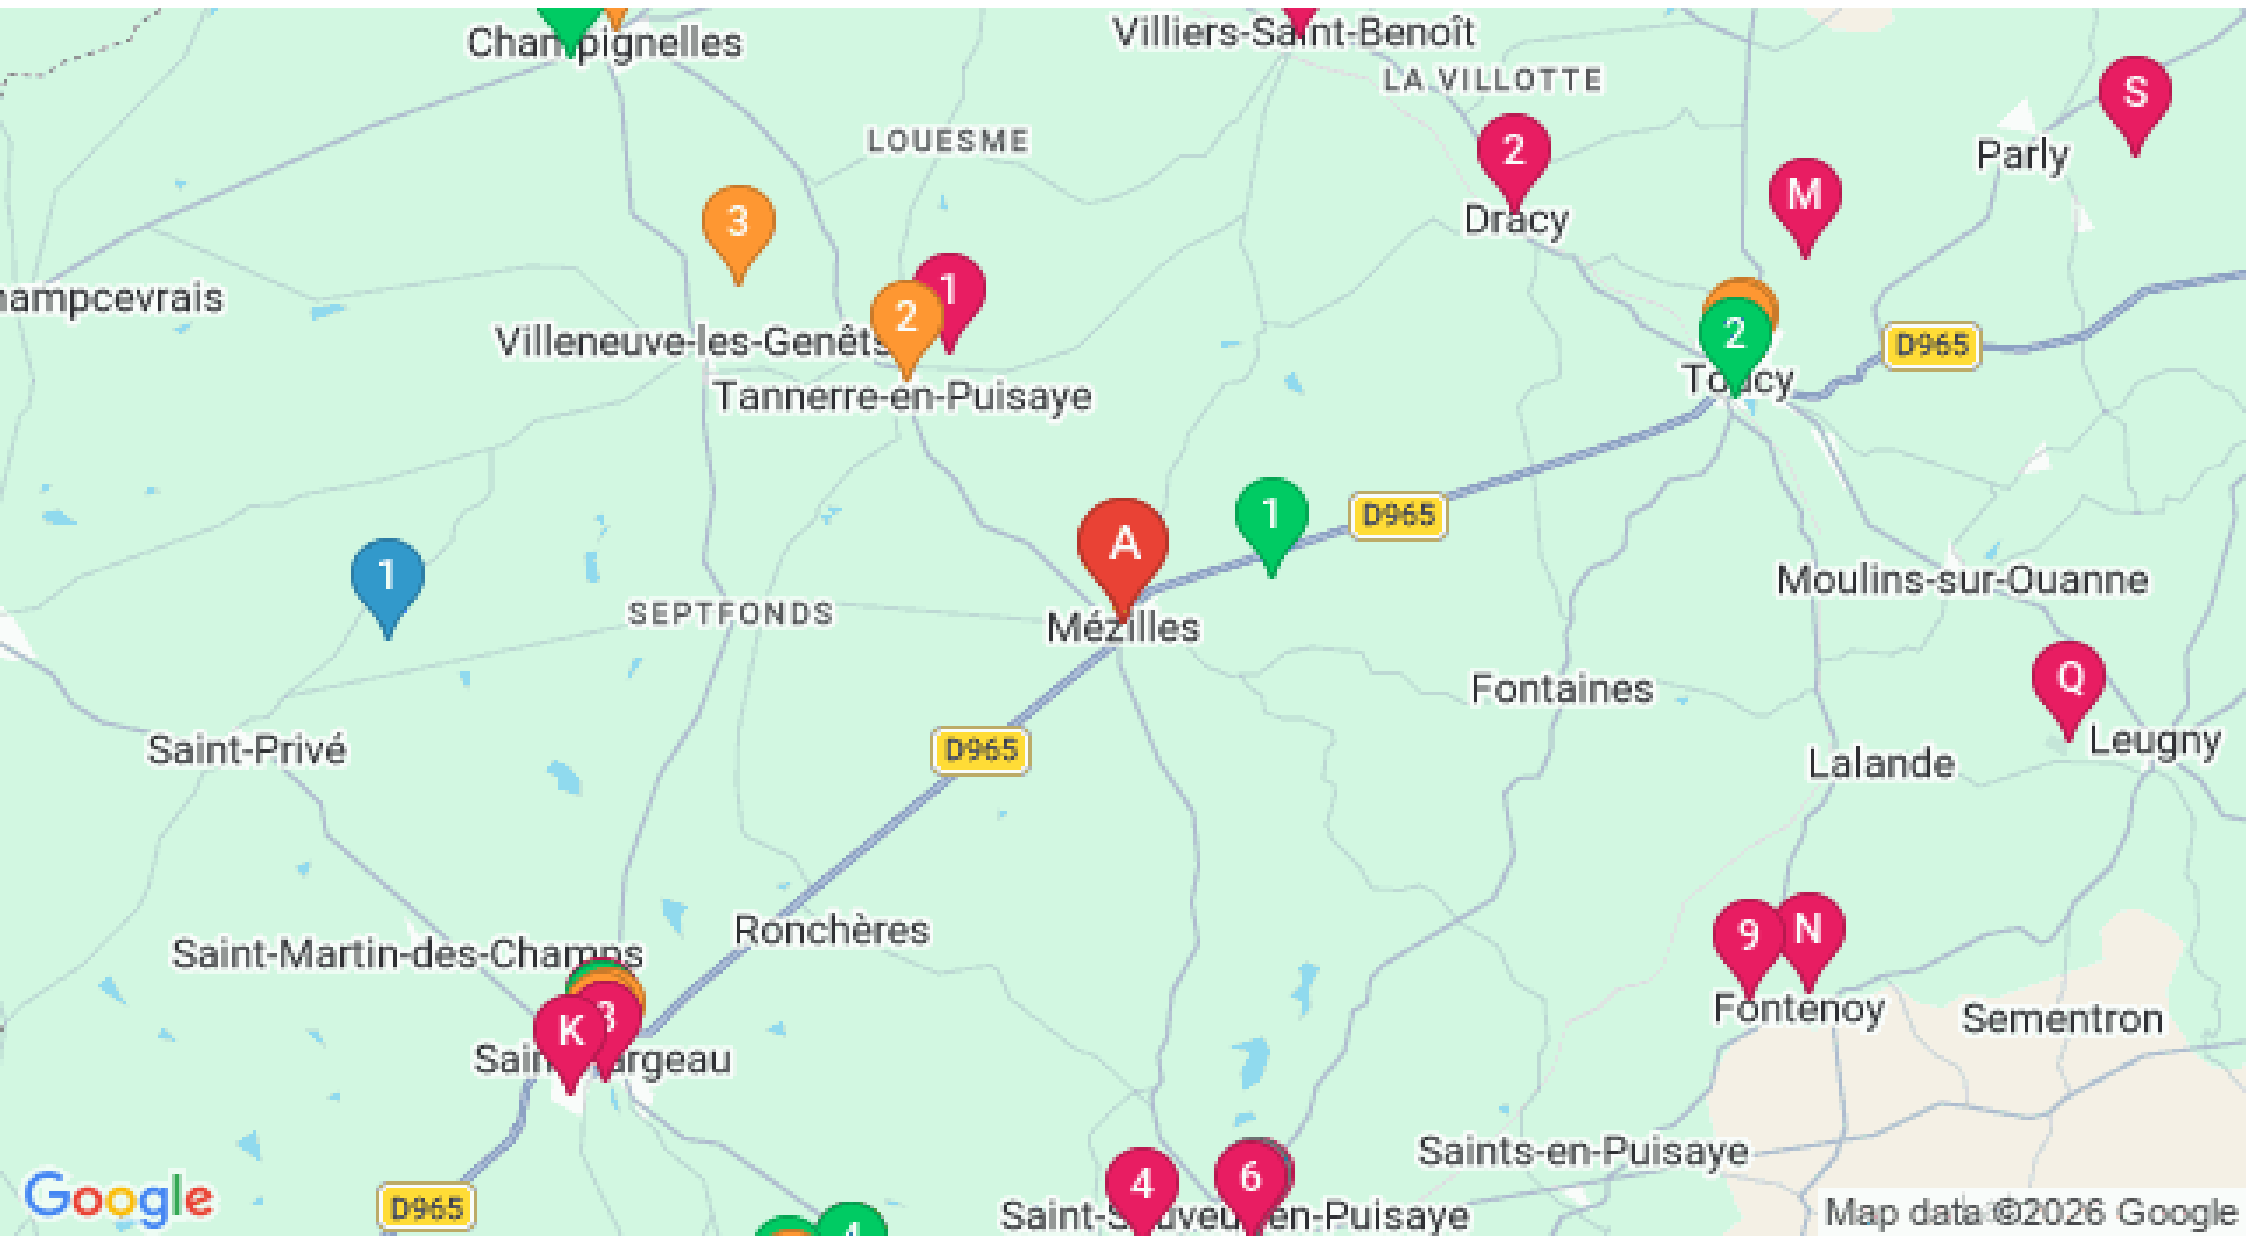 Champignelles
Villiers-Saint-Benoît
LA VILLOTTE
S
LOUESME
2
Parly
M
3
Dracy
1
2
2
Villeneuve-les-Genêts
D965
Toucy
Tannerre-en-Puisaye
1
D965
A
1
Moulins-sur-Ouanne
SEPTFONDS
Mézilles
Q
Fontaines
Saint-Privé
D965
Leugny
Lalande
Ronchères
9
N
Saint-Martin-des-Champs
3
K
Fontenoy
Sementron
Saints-en-Puisaye
4
6
Google
D965
4
Map data ©2026 Google